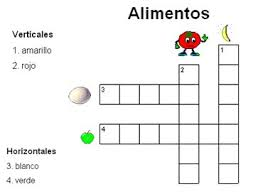 Alimentos
Verticales
1. amarillo
2. rojo
1
2
3
4
Horizontales
3. blanco
4. verde